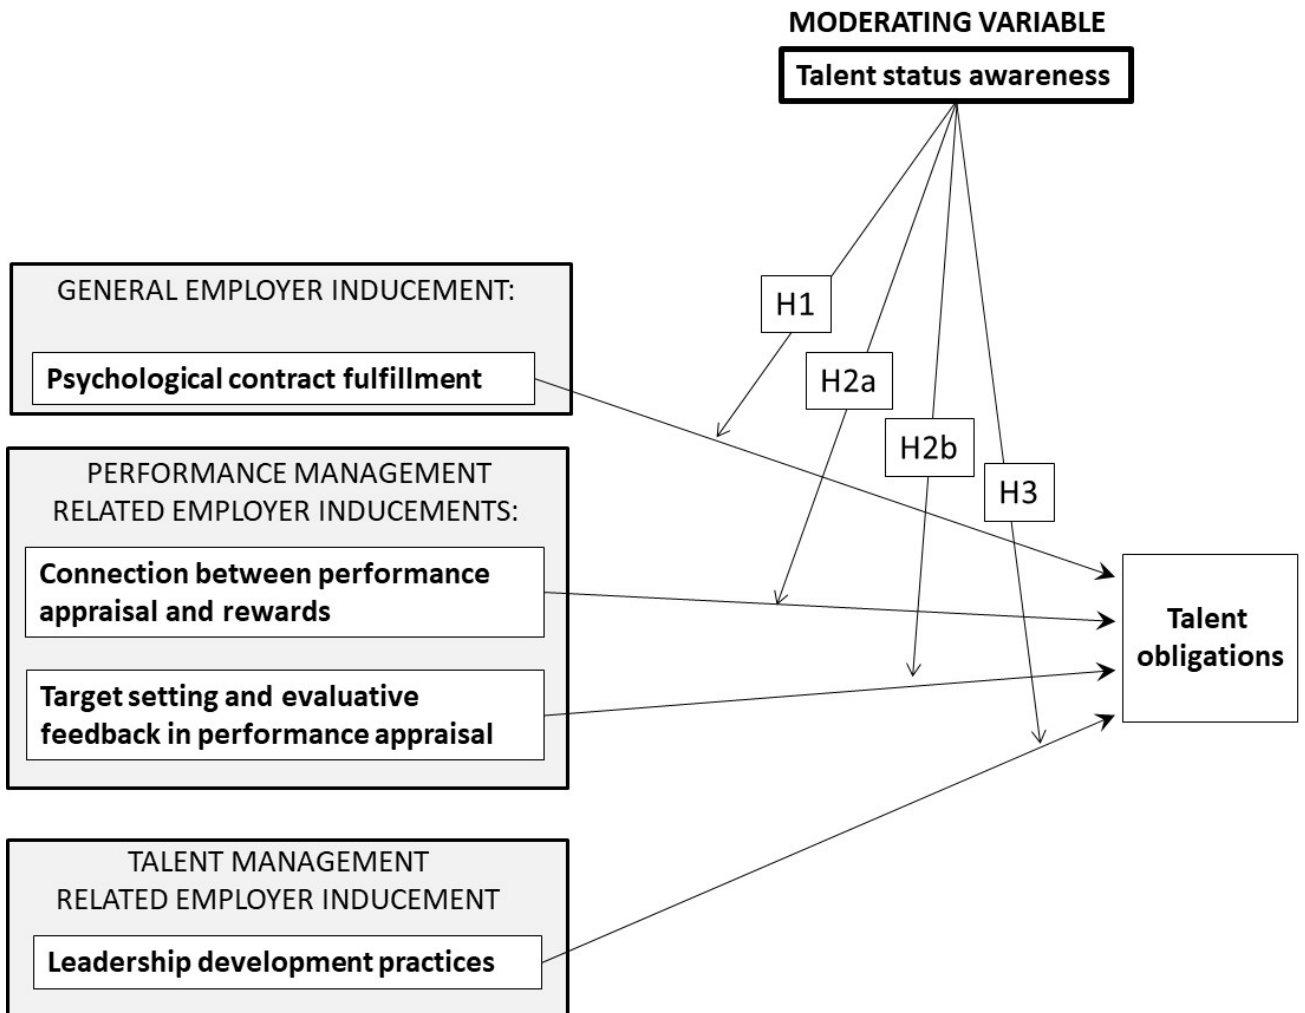 MODERATING VARIABLE
Talent status awareness
GENERAL EMPLOYER INDUCEMENT:
Psychological contract fulfillment
H1
H2a
H2b
H3
PERFORMANCE MANAGEMENT
RELATED EMPLOYER INDUCEMENTS:
Connection between performance
appraisal and rewards
Target setting and evaluative
feedback in performance appraisal
Talent
obligations
TALENT MANAGEMENT
RELATED EMPLOYER INDUCEMENT
Leadership development practices